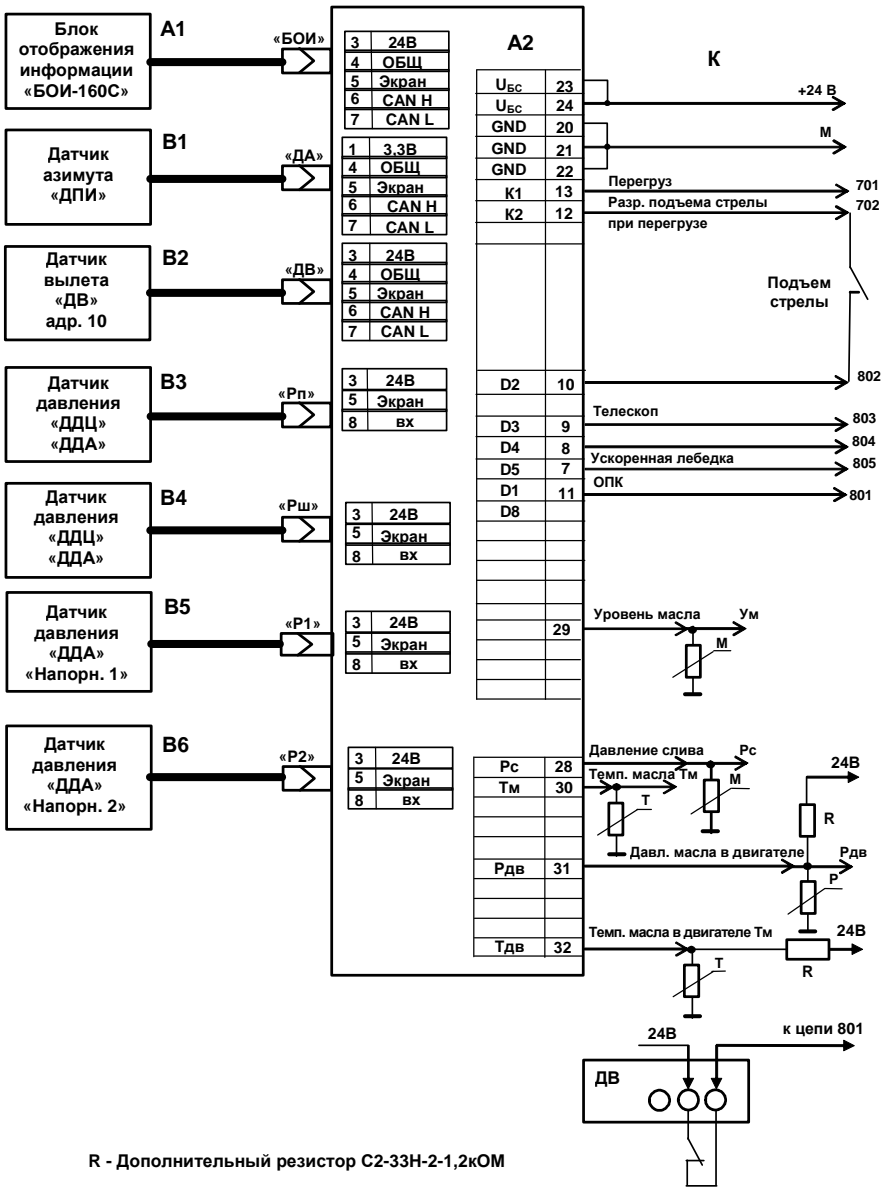 Блок
отображения
информации
«БОИ-160С»
А1
«БОИ»
3 24В
4 ОБЩ
5 Экран
6 CAN H
7 CAN L
Датчик
азимута
«ДПИ»
В1
«ДА»
1 3,3В
4 ОБЩ
5 Экран
6 CAN H
7 CAN L
Датчик
вылета
«ДВ»
адр. 10
В2
«ДВ»
3 24В
4 ОБЩ
5 Экран
6 CAN H
7 CAN L
Датчик
давления
«ДДЦ»
«ДДА»
В3
«Рп»
3 24В
5 Экран
8 вх
Датчик
давления
«ДДЦ»
«ДДА»
В4
«Рш»
3 24В
5 Экран
8 вх
Датчик
давления
«ДДА»
«Напорн. 1»
В5
«Р1»
3 24В
5 Экран
8 вх
Датчик
давления
«ДДА»
«Напорн. 2»
В6
«Р2»
3 24В
5 Экран
8 вх
А2
К
UБС 23
UБС 24
+24 В
GND 20
GND 21
GND 22
М
К1 13 Перегруз 701
К2 12 Разр. подъема стрелы 702
при перегрузе
Подъем
стрелы
D2 10 802
D3 9 Телескоп 803
D4 8 804
D5 7 Ускоренная лебедка 805
D1 11 ОПК 801
D8
29 Уровень масла Ум
М
Рс 28 Давление слива Рс
М
Тм 30 Темп. масла Тм
Т
24В
R
Рдв 31 Давл. масла в двигателе Рдв
Р
Тдв 32 Темп. масла в двигателе Тм 24В
Т
R
24В
к цепи 801
ДВ
R - Дополнительный резистор С2-33Н-2-1,2кОМ